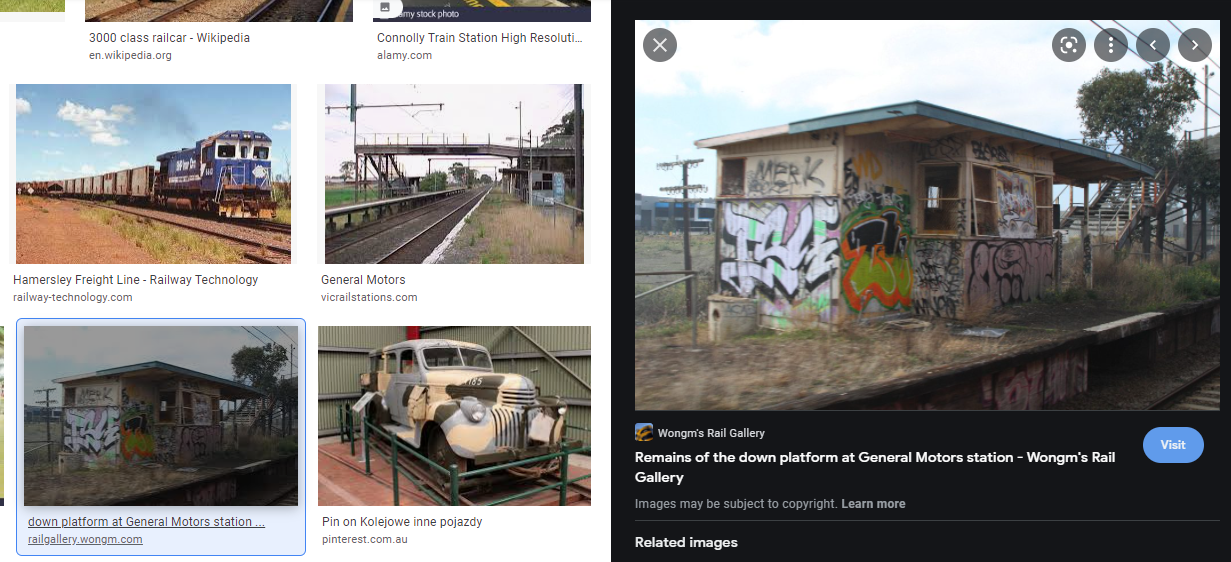 amy stock photo
3000 class railcar - Wikipedia
en.wikipedia.org
Connolly Train Station High Resoluti...
alamy.com
Hamersley Freight Line - Railway Technology
railway-technology.com
General Motors
vicrailstations.com
down platform at General Motors station ...
railgallery.wongm.com
Pin on Kolejowe inne pojazdy
pinterest.com.au
MERK
Wongm's Rail Gallery
Visit
Remains of the down platform at General Motors station - Wongm's Rail
Gallery
Images may be subject to copyright. Learn more
Related images